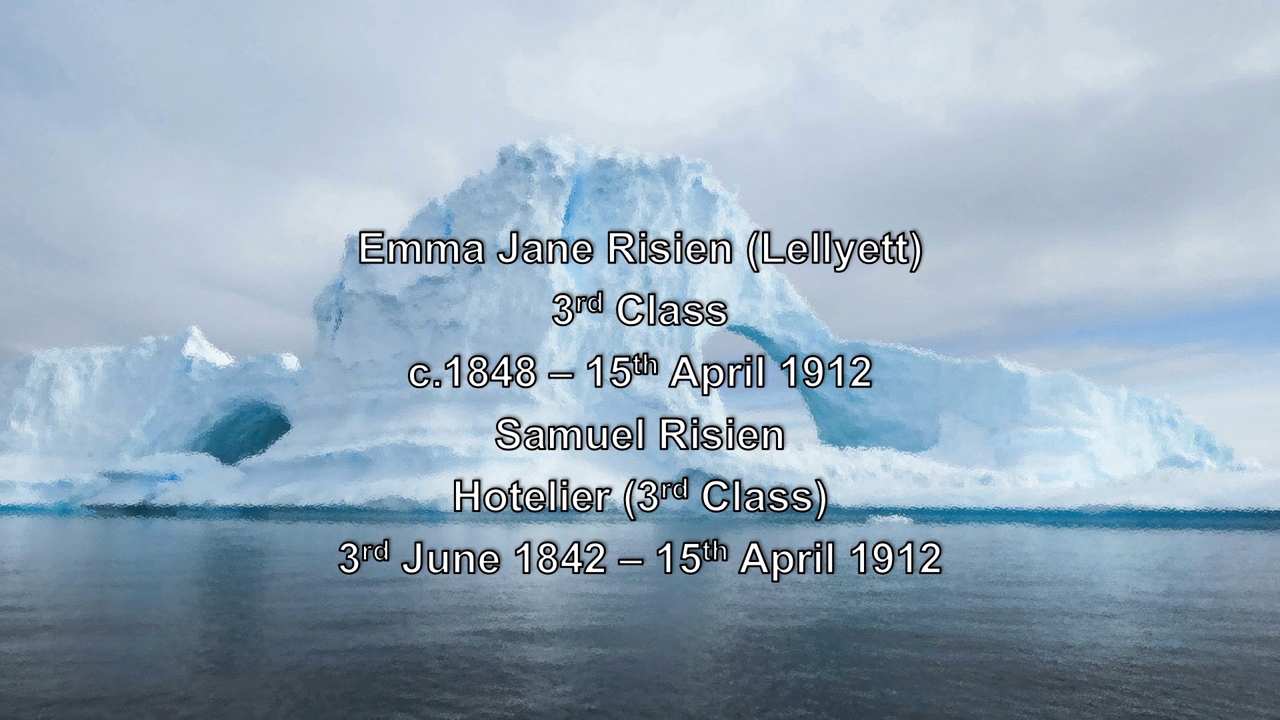 Emma Jane Risien (Lellyett)
3rd Class
c.1848 – 15th April 1912
Samuel Risien
Hotelier (3rd Class)
3rd June 1842 – 15th April 1912